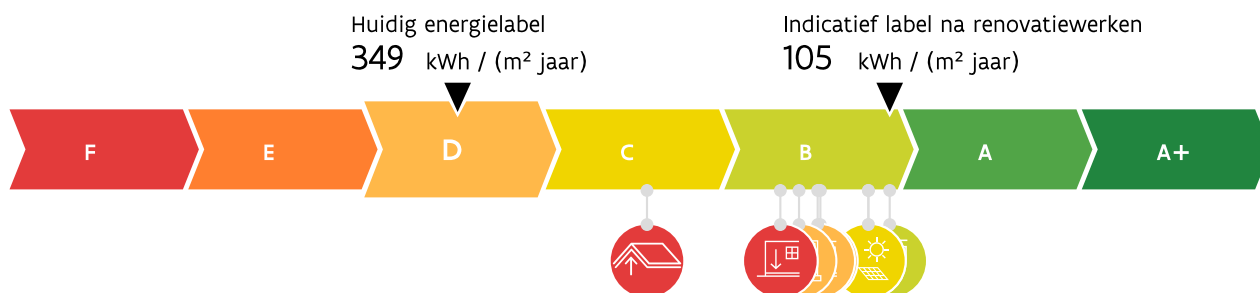 Huidig energielabel
349 kWh / (m² jaar)
Indicatief label na renovatiewerken
105 kWh / (m² jaar)
F E D C B A A+